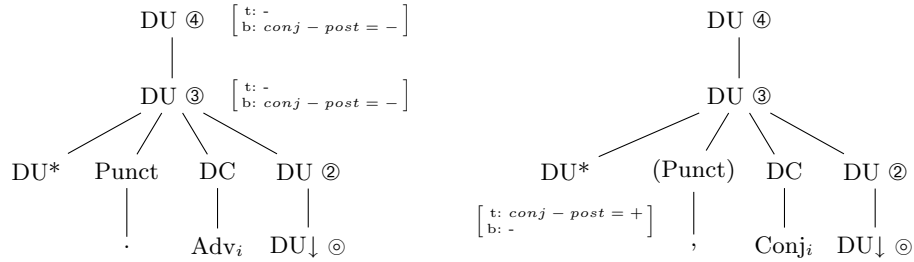 DU ④ [ t: - b: conj − post = − ] DU ④
DU ③ [ t: - b: conj − post = − ] DU ③
DU* Punct DC DU ② DU* (Punct) DC DU ②
[ t: conj − post = + b: - ]
. Adv_i DU↓ ⊚ , Conj_i DU↓ ⊚